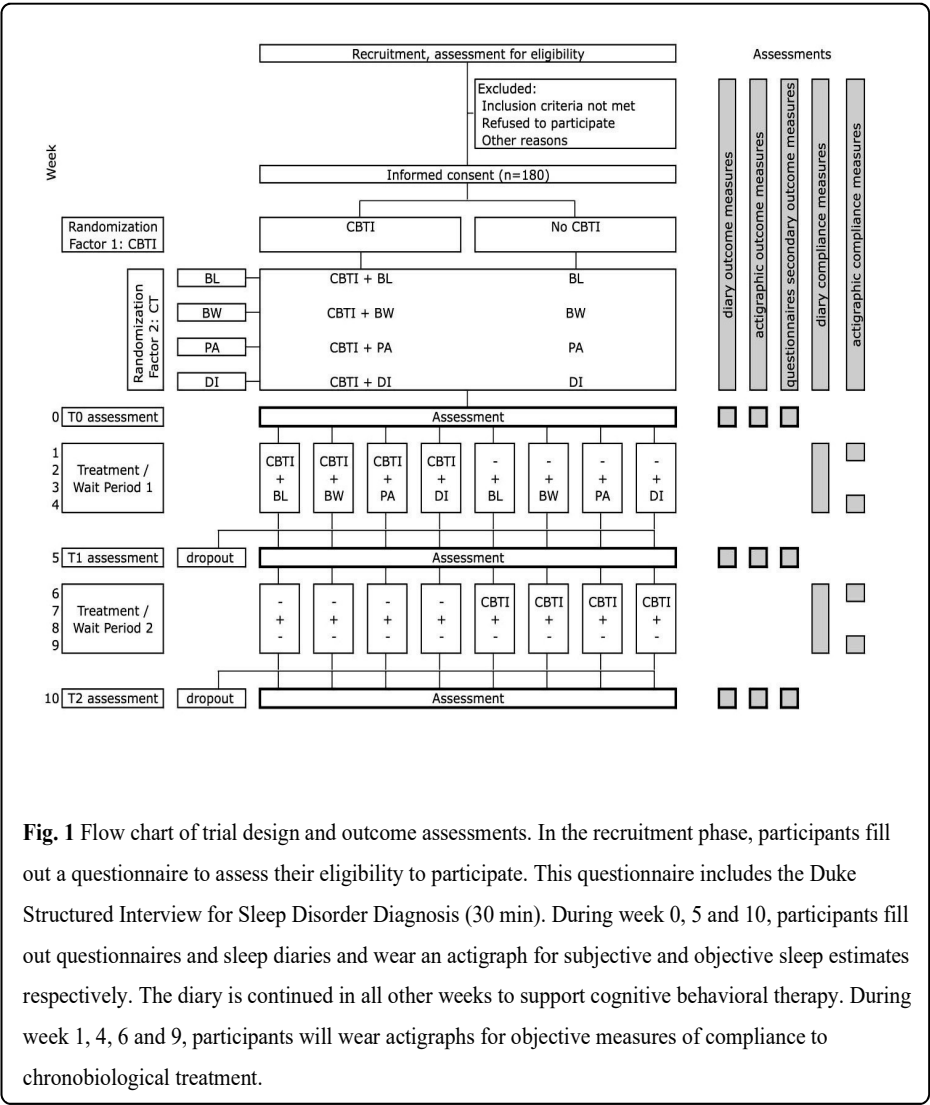 Recruitment, assessment for eligibility
Assessments
Excluded:
Inclusion criteria not met
Refused to participate
Other reasons
Week
Informed consent (n=180)
Randomization
Factor 1: CBTI
CBTI
No CBTI
Randomization
Factor 2: CT
BL
CBTI + BL
BL
BW
CBTI + BW
BW
PA
CBTI + PA
PA
DI
CBTI + DI
DI
diary outcome measures
actigraphic outcome measures
questionnaires secondary outcome measures
diary compliance measures
actigraphic compliance measures
0
T0 assessment
Assessment
1
2
3
4
Treatment /
Wait Period 1
CBTI
+
BL
CBTI
+
BW
CBTI
+
PA
CBTI
+
DI
-
+
BL
-
+
BW
-
+
PA
-
+
DI
5
T1 assessment
dropout
Assessment
6
7
8
9
Treatment /
Wait Period 2
-
+
-
-
+
-
-
+
-
-
+
-
CBTI
+
-
CBTI
+
-
CBTI
+
-
CBTI
+
-
10
T2 assessment
dropout
Assessment
Fig. 1 Flow chart of trial design and outcome assessments. In the recruitment phase, participants fill
out a questionnaire to assess their eligibility to participate. This questionnaire includes the Duke
Structured Interview for Sleep Disorder Diagnosis (30 min). During week 0, 5 and 10, participants fill
out questionnaires and sleep diaries and wear an actigraph for subjective and objective sleep estimates
respectively. The diary is continued in all other weeks to support cognitive behavioral therapy. During
week 1, 4, 6 and 9, participants will wear actigraphs for objective measures of compliance to
chronobiological treatment.